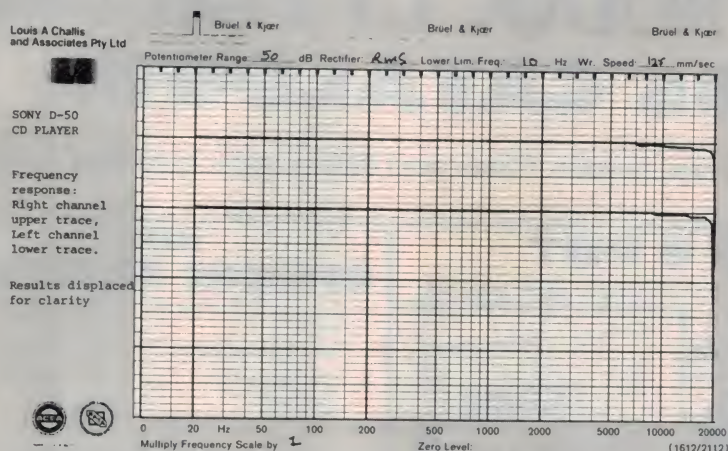 Louis A Challis
and Associates Pty Ltd
Brüel & Kjær
Brüel & Kjær
Brüel & Kjær
Potentiometer Range: 50 dB Rectifier: RMS Lower Lim. Freq.: 10 Hz Wr. Speed: 125 mm/sec
SONY D-50
CD PLAYER
Frequency
response:
Right channel
upper trace,
Left channel
lower trace.
Results displaced
for clarity
0 20 Hz 50 100 200 500 1000 2000 5000 10000 20000
Multiply Frequency Scale by 1 Zero Level: (1612/2112)